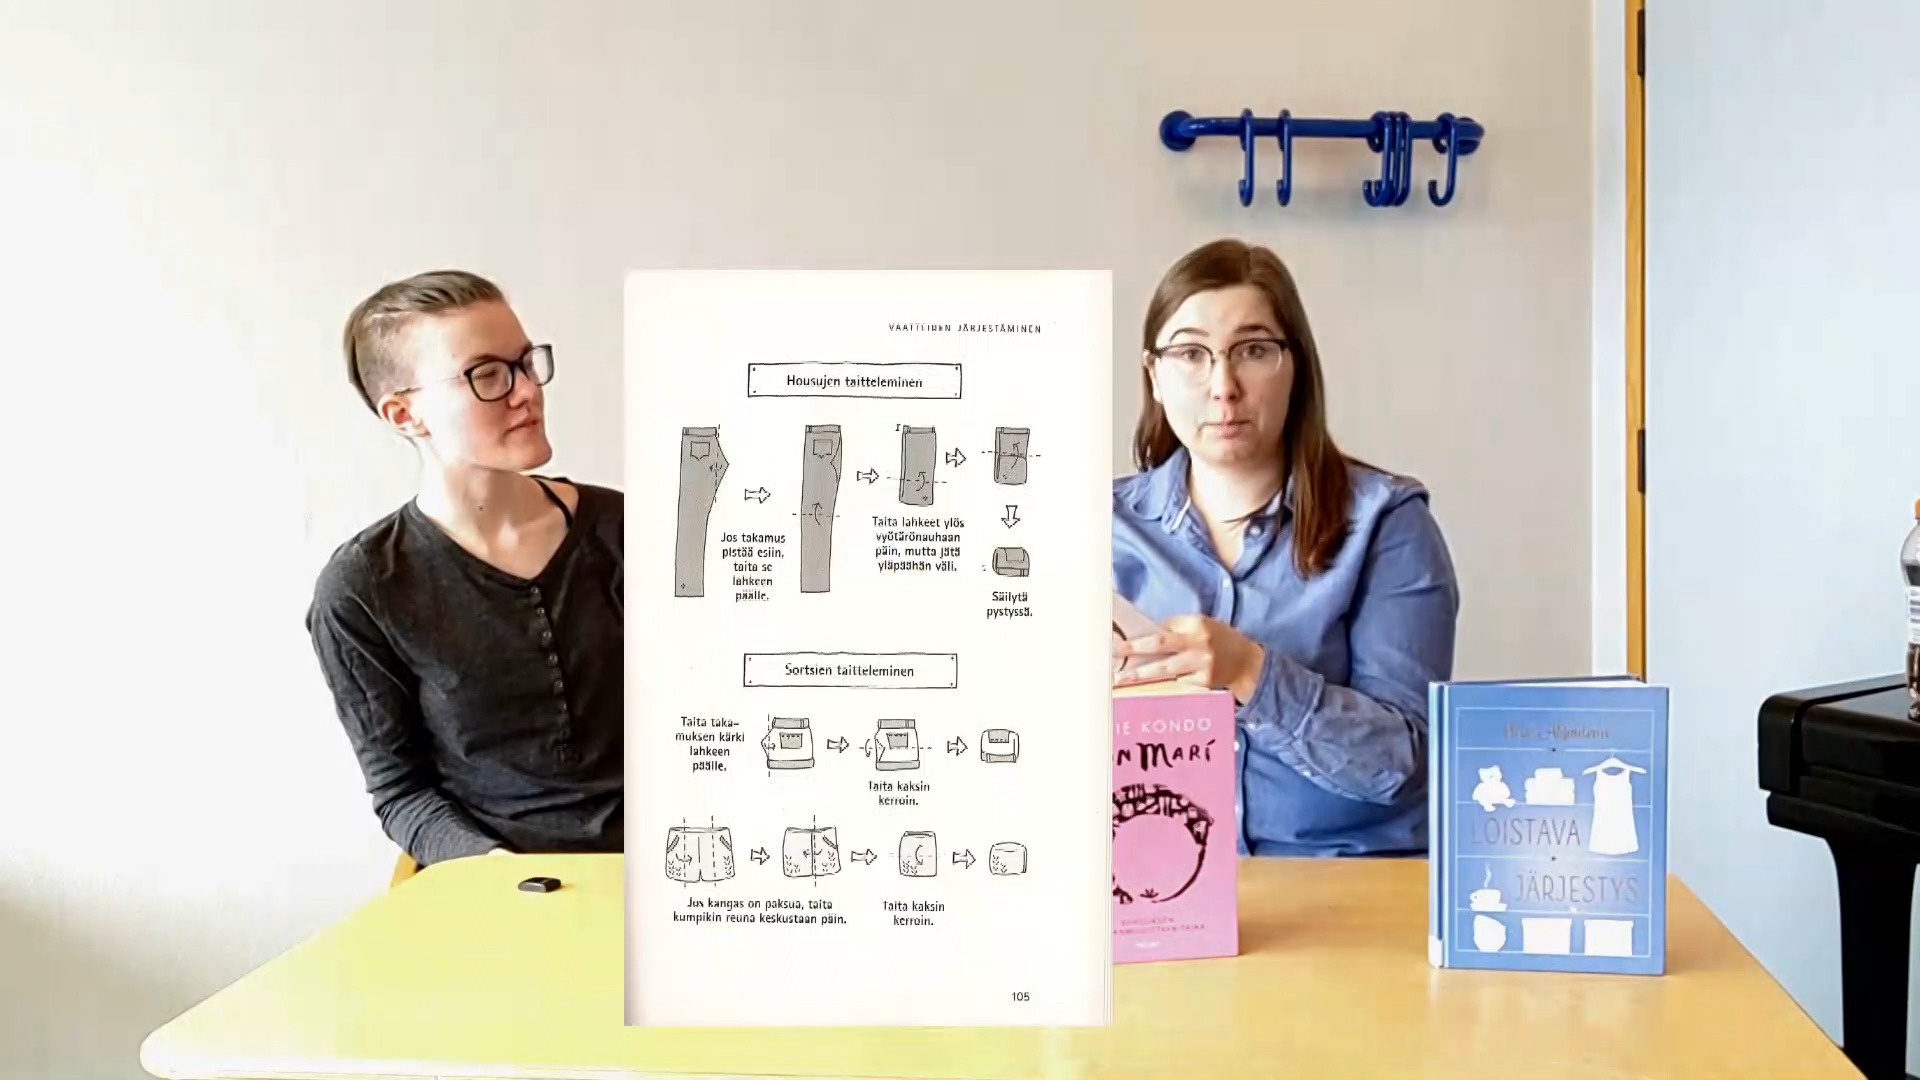 VAATTEIDEN JÄRJESTÄMINEN
Housujen taitteleminen
Jos takamus
pistää esiin,
taita se
lahkeen
päälle.
Taita lahkeet ylös
vyötärönauhaan
päin, mutta jätä
yläpäähän väli.
Säilytä
pystyssä.
Sortsien taitteleminen
Taita taka-
muksen kärki
lahkeen
päälle.
Taita kaksin
kerroin.
Jos kangas on paksua, taita
kumpikin reuna keskustaan päin.
Taita kaksin
kerroin.
105
IE KONDO
NMARÍ
LOISTAVA
JÄRJESTYS